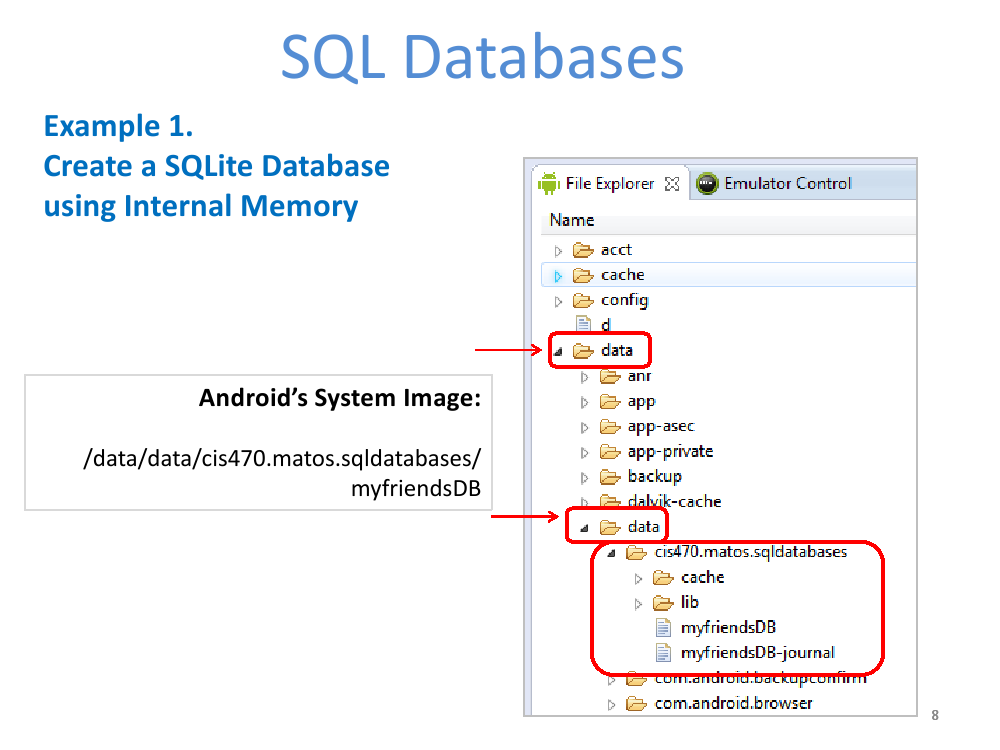 SQL Databases
Example 1.
Create a SQLite Database
using Internal Memory
Android’s System Image:
/data/data/cis470.matos.sqldatabases/
myfriendsDB
File Explorer
Emulator Control
Name
acct
cache
config
d
data
anr
app
app-asec
app-private
backup
dalvik-cache
data
cis470.matos.sqldatabases
cache
lib
myfriendsDB
myfriendsDB-journal
com.android.backupconfirm
com.android.browser
8